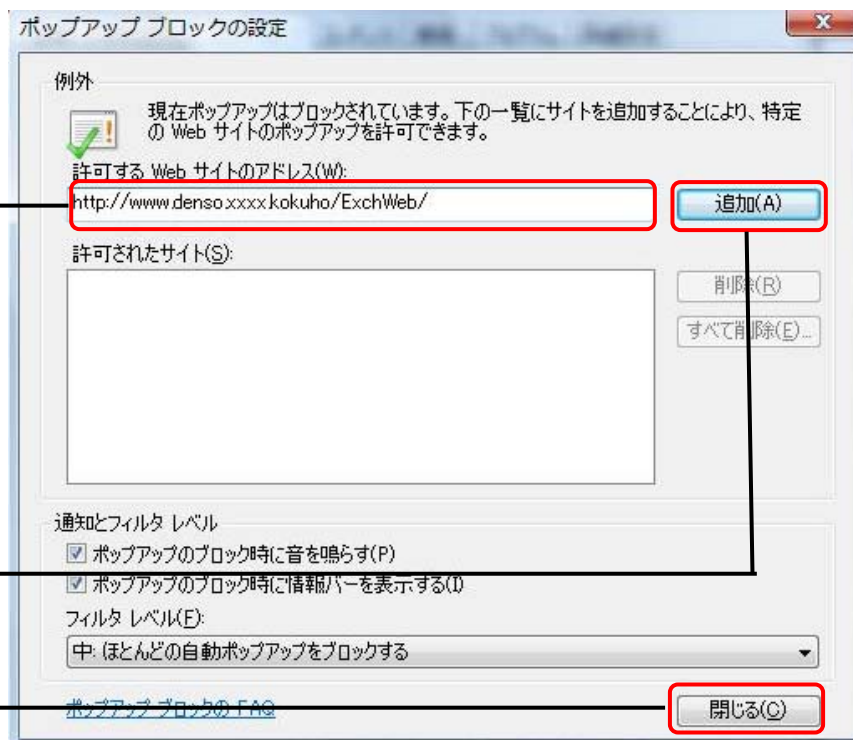 ポップアップ ブロックの設定
例外
現在ポップアップはブロックされています。下の一覧にサイトを追加することにより、特定
の Web サイトのポップアップを許可できます。
許可する Web サイトのアドレス(W):
http://www.denso.xxxx.kokuho/ExchWeb/
追加(A)
許可されたサイト(S):
削除(R)
すべて削除(E)...
通知とフィルタ レベル
ポップアップのブロック時に音を鳴らす(P)
ポップアップのブロック時に情報バーを表示する(I)
フィルタ レベル(F):
中: ほとんどの自動ポップアップをブロックする
ポップアップ ブロックの FAQ
閉じる(C)